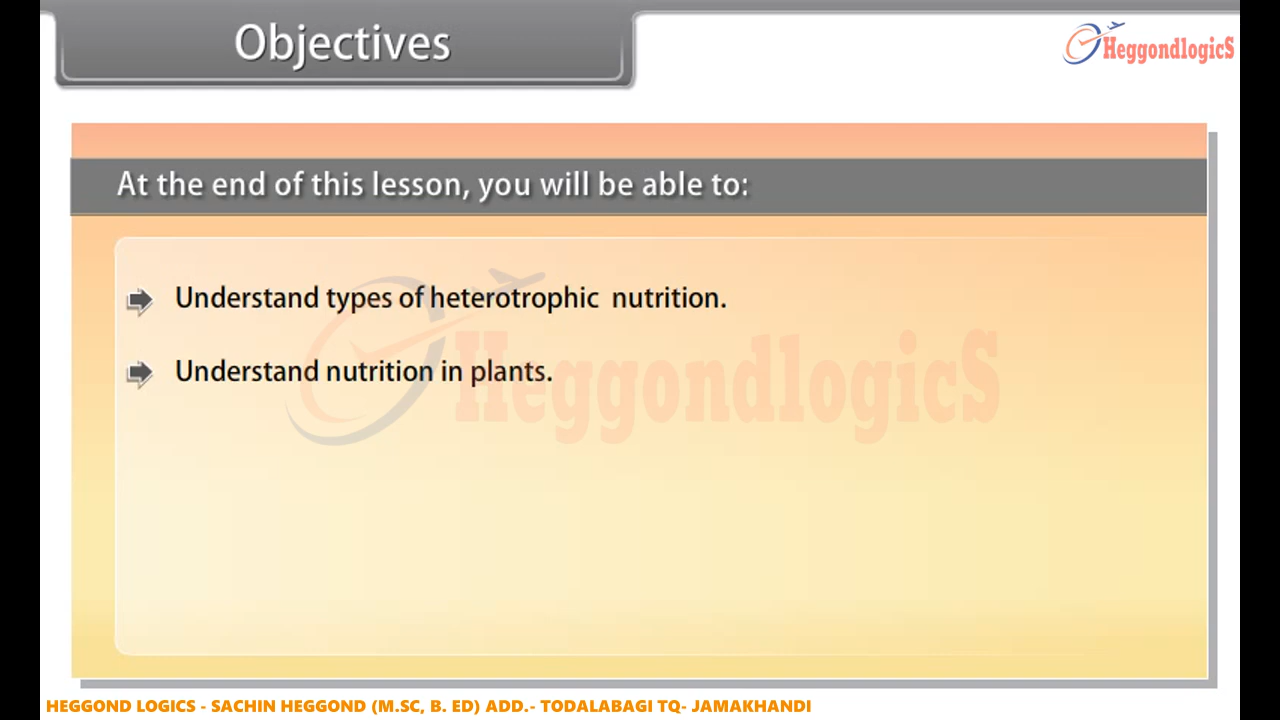 Objectives
HeggondlogicS
At the end of this lesson, you will be able to:
Understand types of heterotrophic nutrition.
Understand nutrition in plants.
HeggondlogicS
HEGGOND LOGICS - SACHIN HEGGOND (M.SC, B. ED) ADD.- TODALABAGI TQ- JAMAKHANDI